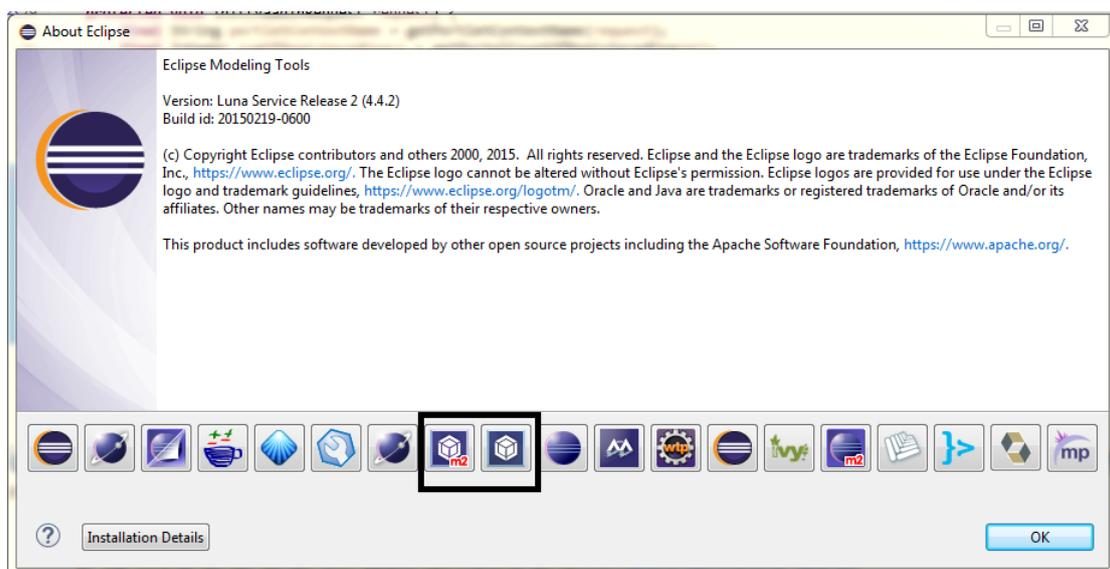 About Eclipse
Eclipse Modeling Tools
Version: Luna Service Release 2 (4.4.2)
Build id: 20150219-0600
(c) Copyright Eclipse contributors and others 2000, 2015.  All rights reserved. Eclipse and the Eclipse logo are trademarks of the Eclipse Foundation,
Inc., https://www.eclipse.org/. The Eclipse logo cannot be altered without Eclipse's permission. Eclipse logos are provided for use under the Eclipse
logo and trademark guidelines, https://www.eclipse.org/logotm/. Oracle and Java are trademarks or registered trademarks of Oracle and/or its
affiliates. Other names may be trademarks of their respective owners.
This product includes software developed by other open source projects including the Apache Software Foundation, https://www.apache.org/.
m2
wtp
ivy
m2
mp
?
Installation Details
OK